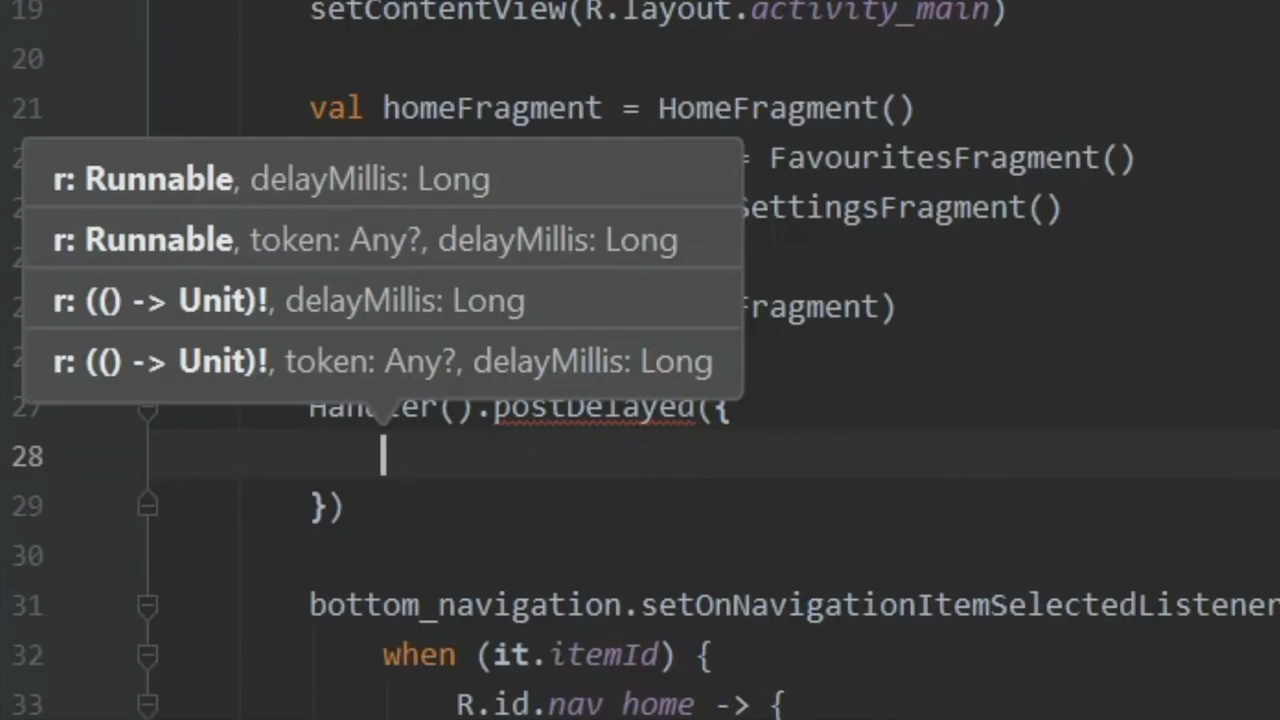 19 setContentView(R.layout.activity_main)
20
21 val homeFragment = HomeFragment()
= FavouritesFragment()
SettingsFragment()
Fragment)
r: Runnable, delayMillis: Long
r: Runnable, token: Any?, delayMillis: Long
r: (() -> Unit)!, delayMillis: Long
r: (() -> Unit)!, token: Any?, delayMillis: Long
27 Handler().postDelayed({
28
29 })
30
31 bottom_navigation.setOnNavigationItemSelectedListener
32 when (it.itemId) {
33 R.id.nav_home -> {